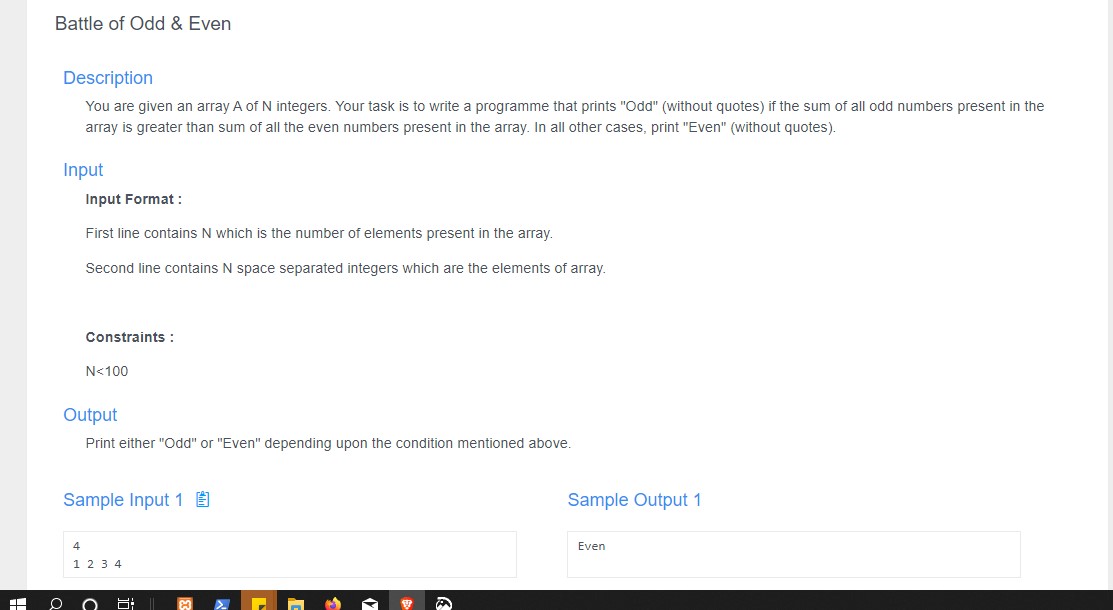 Battle of Odd & Even
Description
You are given an array A of N integers. Your task is to write a programme that prints "Odd" (without quotes) if the sum of all odd numbers present in the
array is greater than sum of all the even numbers present in the array. In all other cases, print "Even" (without quotes).
Input
Input Format :
First line contains N which is the number of elements present in the array.
Second line contains N space separated integers which are the elements of array.
Constraints :
N<100
Output
Print either "Odd" or "Even" depending upon the condition mentioned above.
Sample Input 1
Sample Output 1
4
1 2 3 4
Even